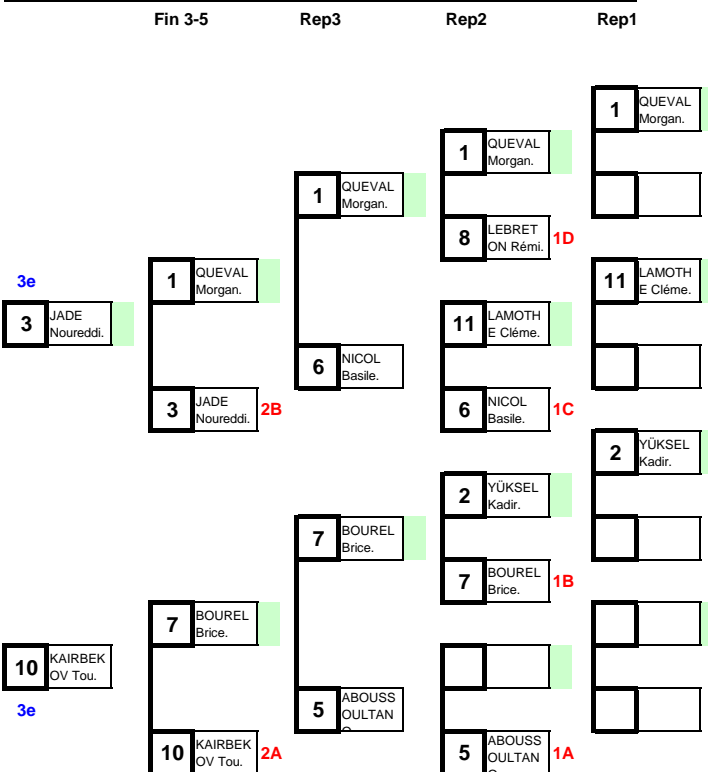 Fin 3-5 Rep3 Rep2 Rep1
1 QUEVAL
Morgan.
1 QUEVAL
Morgan.
1 QUEVAL
Morgan.
8 LEBRET
ON Rémi. 1D
3e
1 QUEVAL
Morgan.
11 LAMOTH
E Cléme.
3 JADE
Noureddi.
11 LAMOTH
E Cléme.
6 NICOL
Basile.
3 JADE
Noureddi. 2B
6 NICOL
Basile. 1C
2 YÜKSEL
Kadir.
2 YÜKSEL
Kadir.
7 BOUREL
Brice.
7 BOUREL
Brice. 1B
7 BOUREL
Brice.
10 KAIRBEK
OV Tou.
3e
5 ABOUSS
OULTAN
10 KAIRBEK
OV Tou. 2A
5 ABOUSS
OULTAN 1A